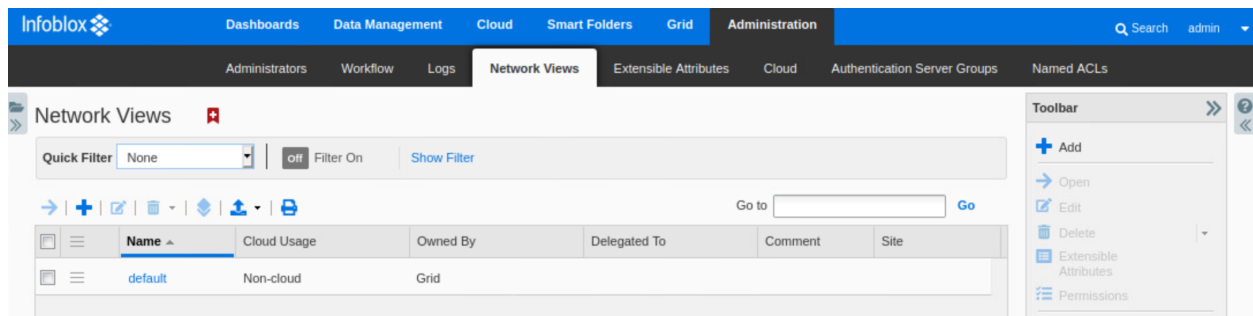 Infoblox Dashboards Data Management Cloud Smart Folders Grid Administration Search admin
Administrators Workflow Logs Network Views Extensible Attributes Cloud Authentication Server Groups Named ACLs
Network Views
Quick Filter None Off Filter On Show Filter
Go to Go
Name Cloud Usage Owned By Delegated To Comment Site
default Non-cloud Grid
Toolbar
Add
Open
Edit
Delete
Extensible
Attributes
Permissions